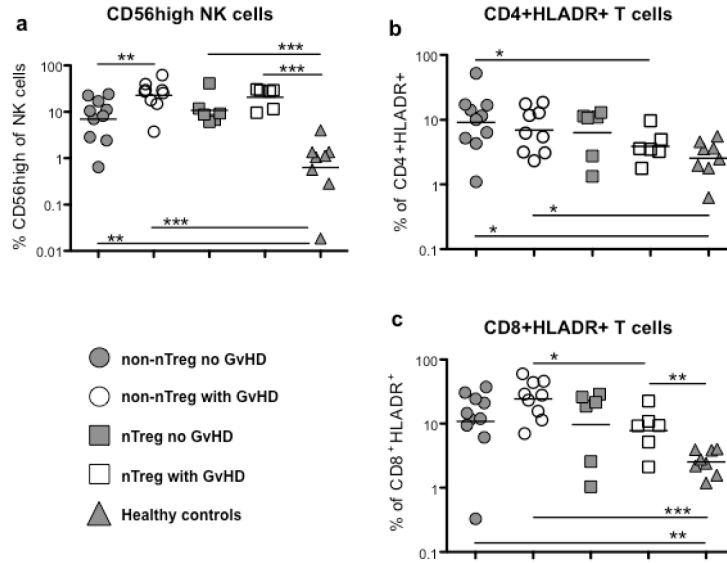 a
CD56high NK cells
% CD56high of NK cells
100
10
1
0.1
0.01
**
***
***
***
**
b
CD4+HLADR+ T cells
% of CD4+HLADR+
100
10
1
0.1
*
*
*
non-nTreg no GvHD
non-nTreg with GvHD
nTreg no GvHD
nTreg with GvHD
Healthy controls
c
CD8+HLADR+ T cells
% of CD8⁺HLADR⁺
100
10
1
0.1
*
**
***
**